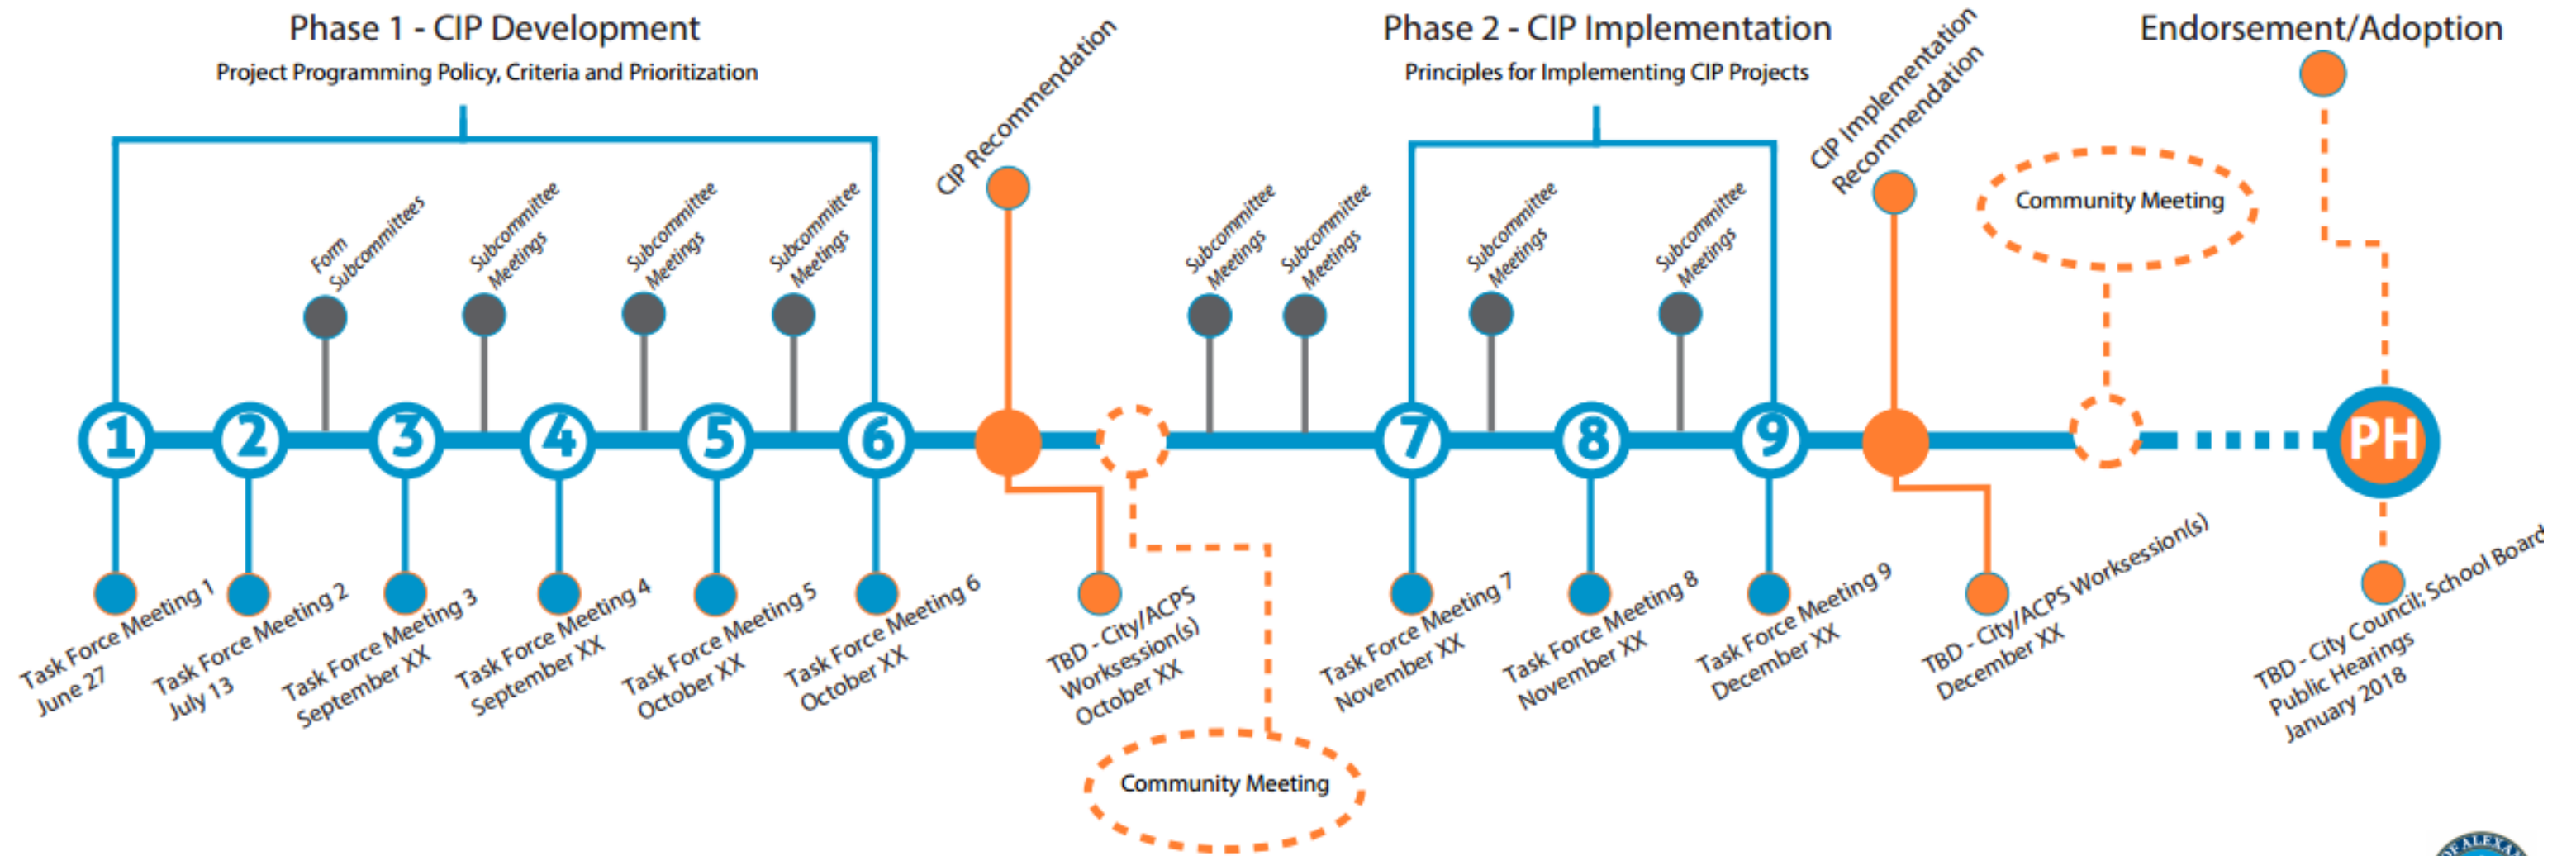 Phase 1 - CIP Development
Project Programming Policy, Criteria and Prioritization
Phase 2 - CIP Implementation
Principles for Implementing CIP Projects
Endorsement/Adoption
Form
Subcommittees
Subcommittee
Meetings
Subcommittee
Meetings
Subcommittee
Meetings
CIP Recommendation
Subcommittee
Meetings
Subcommittee
Meetings
Subcommittee
Meetings
Subcommittee
Meetings
CIP Implementation
Recommendation
Community Meeting
1
2
3
4
5
6
7
8
9
PH
Task Force Meeting 1
June 27
Task Force Meeting 2
July 13
Task Force Meeting 3
September XX
Task Force Meeting 4
September XX
Task Force Meeting 5
October XX
Task Force Meeting 6
October XX
TBD - City/ACPS
Worksession(s)
October XX
Task Force Meeting 7
November XX
Task Force Meeting 8
November XX
Task Force Meeting 9
December XX
TBD - City/ACPS Worksession(s)
December XX
TBD - City Council; School Board
Public Hearings
January 2018
Community Meeting